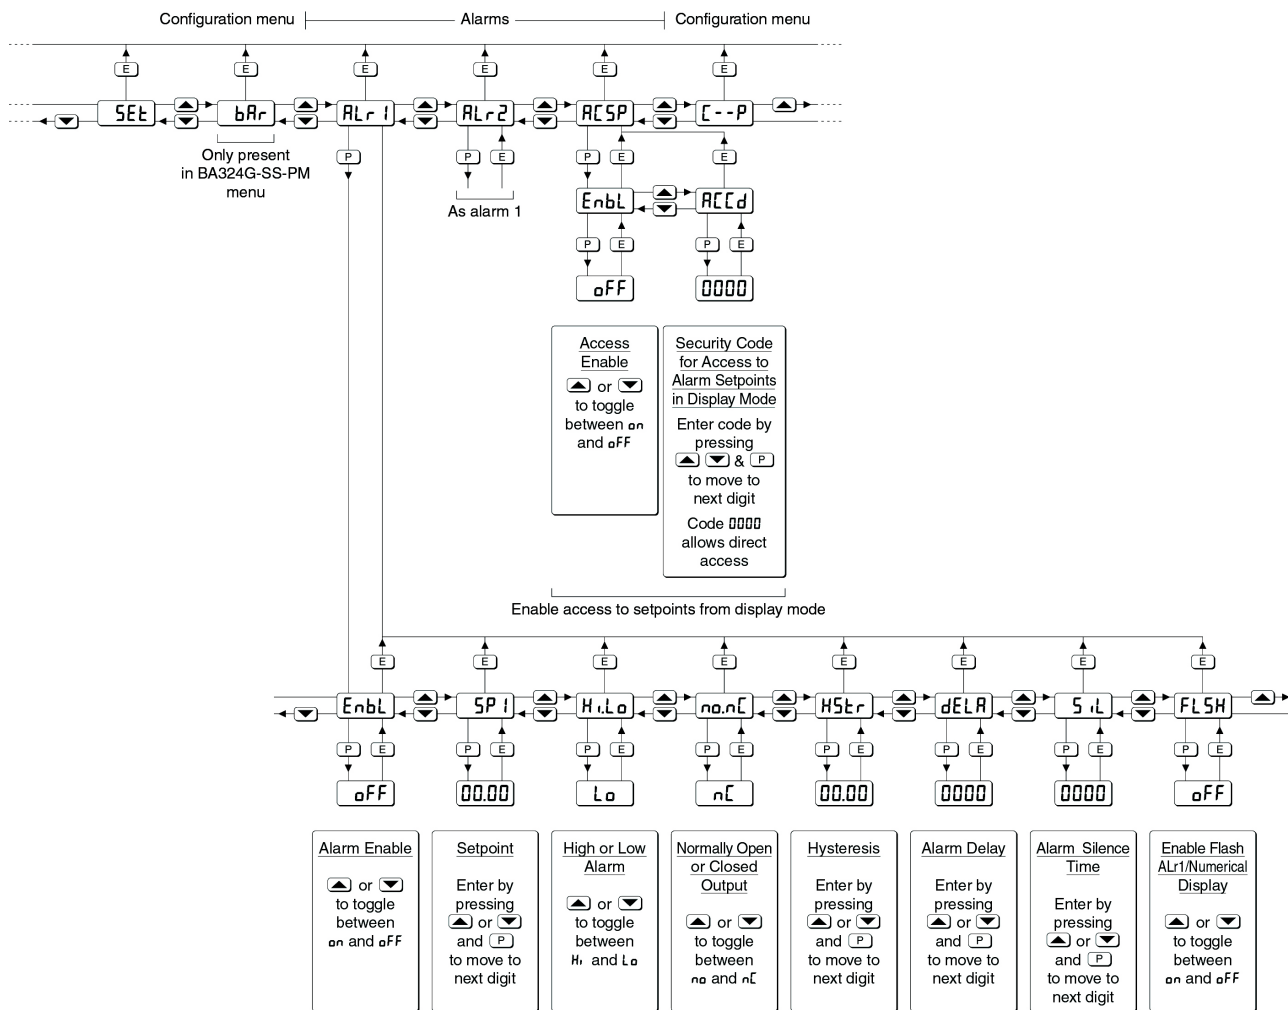 Configuration menu
Alarms
Configuration menu
E E E E E E
SEt bAr ALr1 ALr2 ACSP C--P
Only present
in BA324G-SS-PM
menu
P P E P E E
As alarm 1
EnbL ACCd
P E P E
oFF 0000
Access
Enable
or
to toggle
between on
and oFF
Security Code
for Access to
Alarm Setpoints
in Display Mode
Enter code by
pressing
& P
to move to
next digit
Code 0000
allows direct
access
Enable access to setpoints from display mode
E E E E E E E E
EnbL SP1 Hi.Lo no.nC HStr dELA SiL FLSH
P E P E P E P E P E P E P E P E
oFF 00.00 Lo nC 00.00 0000 0000 oFF
Alarm Enable
or
to toggle
between
on and oFF
Setpoint
Enter by
pressing
or
and P
to move to
next digit
High or Low
Alarm
or
to toggle
between
Hi and Lo
Normally Open
or Closed
Output
or
to toggle
between
no and nC
Hysteresis
Enter by
pressing
or
and P
to move to
next digit
Alarm Delay
Enter by
pressing
or
and P
to move to
next digit
Alarm Silence
Time
Enter by
pressing
or
and P
to move to
next digit
Enable Flash
ALr1/Numerical
Display
or
to toggle
between
on and oFF